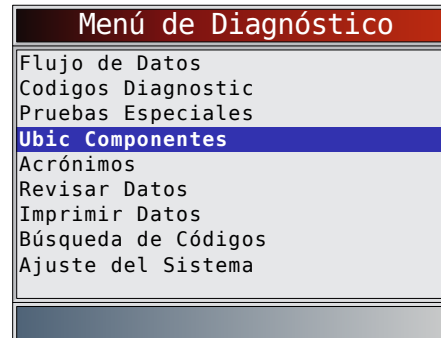 Menú de Diagnóstico
Flujo de Datos
Codigos Diagnostic
Pruebas Especiales
Ubic Componentes
Acrónimos
Revisar Datos
Imprimir Datos
Búsqueda de Códigos
Ajuste del Sistema